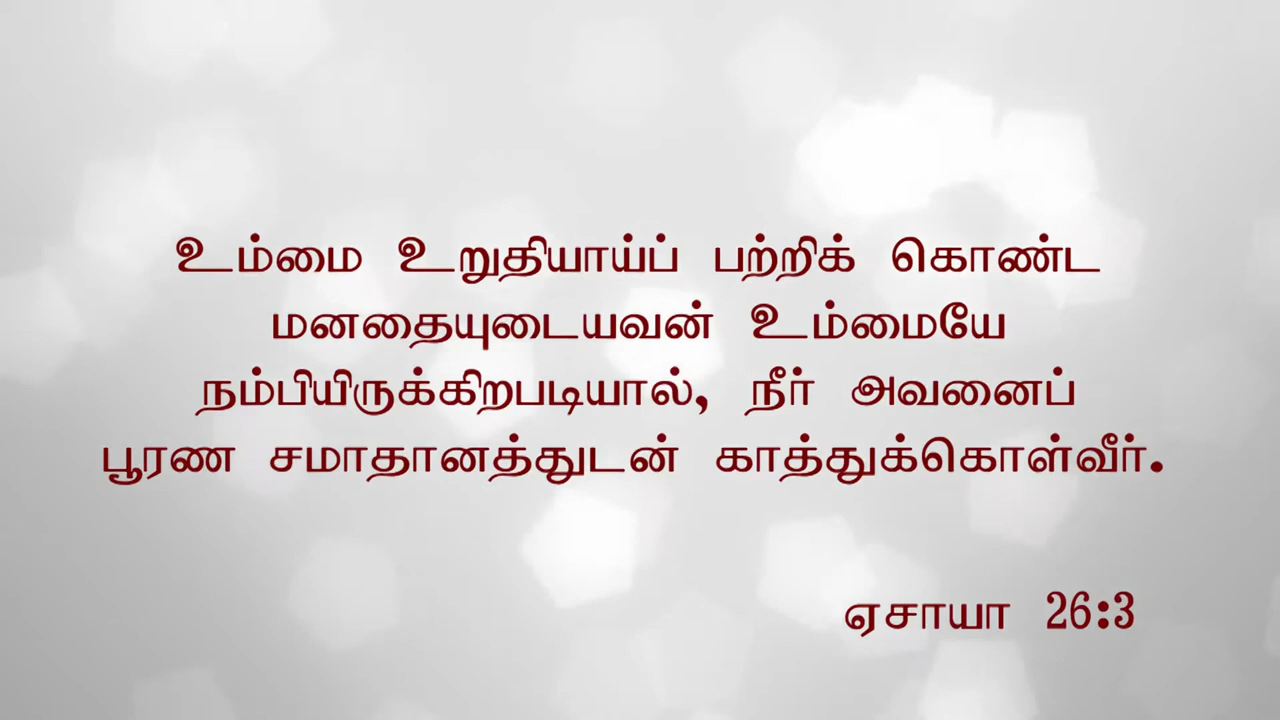 உம்மை உறுதியாய்ப் பற்றிக் கொண்ட
மனதையுடையவன் உம்மையே
நம்பியிருக்கிறபடியால், நீர் அவனைப்
பூரண சமாதானத்துடன் காத்துக்கொள்வீர்.
ஏசாயா 26:3